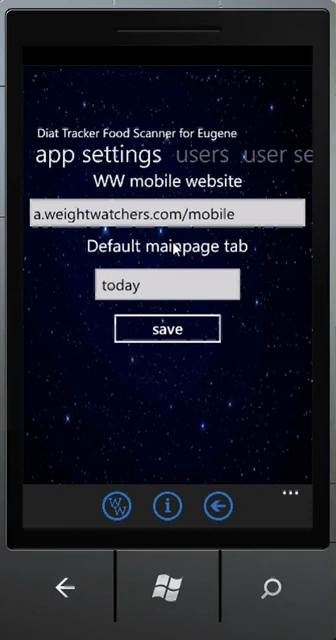 Diat Tracker Food Scanner for Eugene
app settings users user se
WW mobile website
a.weightwatchers.com/mobile
Default mainpage tab
today
save
WW
i